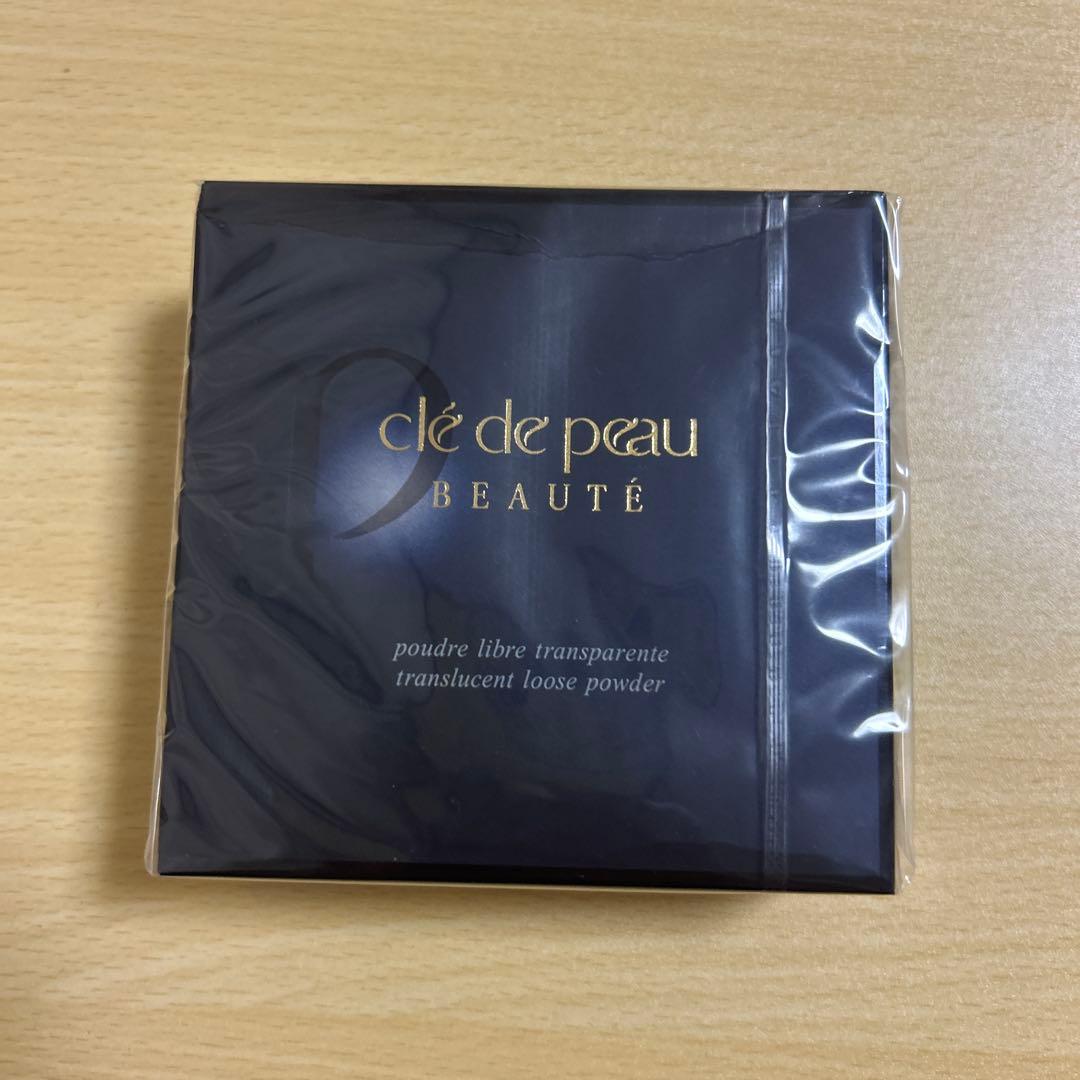 clé de peau
BEAUTÉ
poudre libre transparente
translucent loose powder